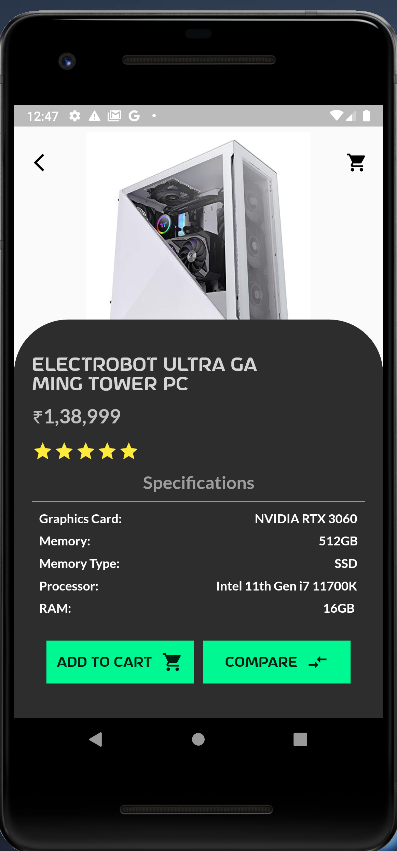 12:47
ELECTROBOT ULTRA GA
MING TOWER PC
₹1,38,999
Specifications
Graphics Card: NVIDIA RTX 3060
Memory: 512GB
Memory Type: SSD
Processor: Intel 11th Gen i7 11700K
RAM: 16GB
ADD TO CART COMPARE